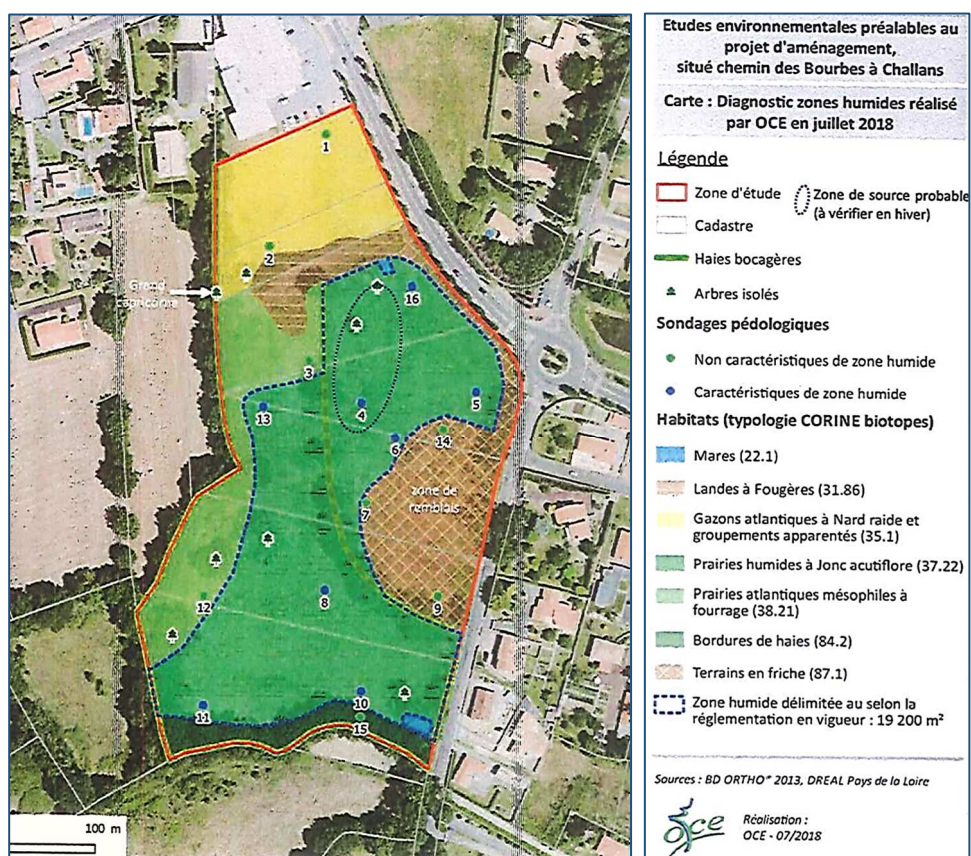 1
2
Grand
capricorne
16
3
4
5
13
14
6
zone de
remblais
7
8
9
12
10
11
15
100 m
Etudes environnementales préalables au
projet d'aménagement,
situé chemin des Bourbes à Challans
Carte : Diagnostic zones humides réalisé
par OCE en juillet 2018
Légende
Zone d'étude
Zone de source probable
(à vérifier en hiver)
Cadastre
Haies bocagères
Arbres isolés
Sondages pédologiques
Non caractéristiques de zone humide
Caractéristiques de zone humide
Habitats (typologie CORINE biotopes)
Mares (22.1)
Landes à Fougères (31.86)
Gazons atlantiques à Nard raide et
groupements apparentés (35.1)
Prairies humides à Jonc acutiflore (37.22)
Prairies atlantiques mésophiles à
fourrage (38.21)
Bordures de haies (84.2)
Terrains en friche (87.1)
Zone humide délimitée au selon la
réglementation en vigueur : 19 200 m²
Sources : BD ORTHO® 2013, DREAL Pays de la Loire
oce
Réalisation :
OCE - 07/2018